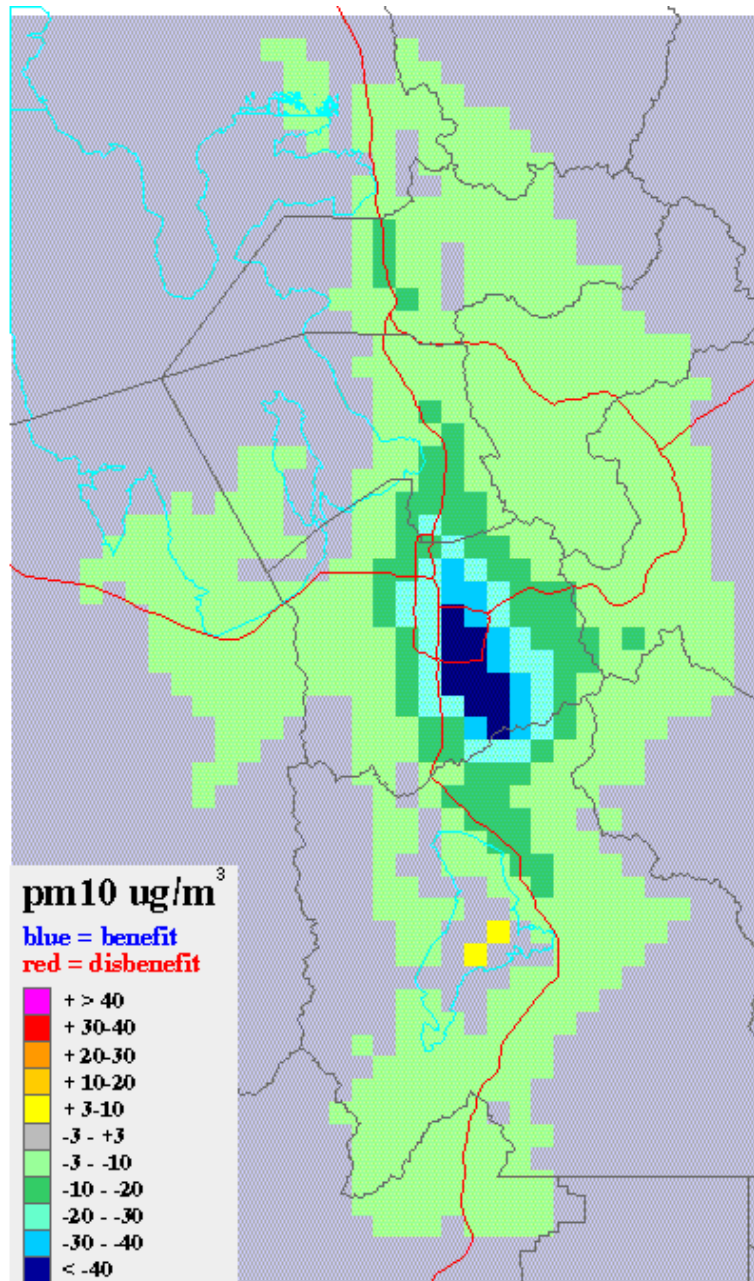 pm10 ug/m³
blue = benefit
red = disbenefit
+ > 40
+ 30-40
+ 20-30
+ 10-20
+ 3-10
-3 - +3
-3 - -10
-10 - -20
-20 - -30
-30 - -40
< -40